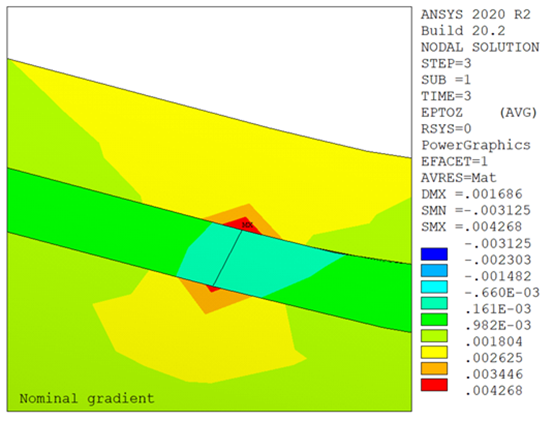 ANSYS 2020 R2
Build 20.2
NODAL SOLUTION
STEP=3
SUB =1
TIME=3
EPTOZ (AVG)
RSYS=0
PowerGraphics
EFACET=1
AVRES=Mat
DMX =.001686
SMN =-.003125
SMX =.004268
-.003125
-.002303
-.001482
-.660E-03
.161E-03
.982E-03
.001804
.002625
.003446
.004268
Nominal gradient